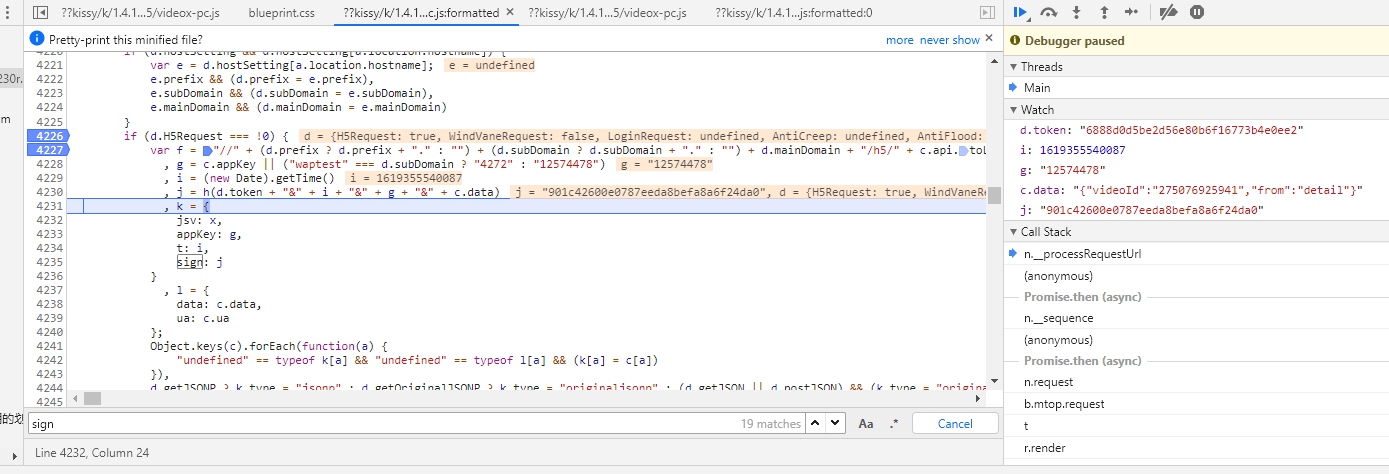 ??kissy/k/1.4.1...5/videox-pc.js
blueprint.css
??kissy/k/1.4.1...c.js:formatted
??kissy/k/1.4.1...5/videox-pc.js
??kissy/k/1.4.1...js:formatted:0
Pretty-print this minified file?
more never show
4220 if (d.hostSetting && d.hostSetting[a.location.hostname]) {
4221 var e = d.hostSetting[a.location.hostname]; e = undefined
4222 e.prefix && (d.prefix = e.prefix),
4223 e.subDomain && (d.subDomain = e.subDomain),
4224 e.mainDomain && (d.mainDomain = e.mainDomain)
4225 }
4226 if (d.H5Request === !0) { d = {H5Request: true, WindVaneRequest: false, LoginRequest: undefined, AntiCreep: undefined, AntiFlood:
4227 var f = "//" + (d.prefix ? d.prefix + "." : "") + (d.subDomain ? d.subDomain + "." : "") + d.mainDomain + "/h5/" + c.api.toL
4228 , g = c.appKey || ("waptest" === d.subDomain ? "4272" : "12574478") g = "12574478"
4229 , i = (new Date).getTime() i = 1619355540087
4230 , j = h(d.token + "&" + i + "&" + g + "&" + c.data) j = "901c42600e0787eeda8befa8a6f24da0", d = {H5Request: true, WindVaneRe
4231 , k = {
4232 jsv: x,
4233 appKey: g,
4234 t: i,
4235 sign: j
4236 }
4237 , l = {
4238 data: c.data,
4239 ua: c.ua
4240 };
4241 Object.keys(c).forEach(function(a) {
4242 "undefined" == typeof k[a] && "undefined" == typeof l[a] && (k[a] = c[a])
4243 }),
4244 d.getJSONP ? k.type = "jsonp" : d.getOriginalJSONP ? k.type = "originaljsonp" : (d.getJSON || d.postJSON) && (k.type = "origin
4245
sign
19 matches
Aa
.*
Cancel
Line 4232, Column 24
Debugger paused
Threads
Main
Watch
d.token: "6888d0d5be2d56e80b6f16773b4e0ee2"
i: 1619355540087
g: "12574478"
c.data: "{"videoId":"275076925941","from":"detail"}"
j: "901c42600e0787eeda8befa8a6f24da0"
Call Stack
n.__processRequestUrl
(anonymous)
Promise.then (async)
n.__sequence
(anonymous)
Promise.then (async)
n.request
b.mtop.request
t
r.render
230r.
m
的划